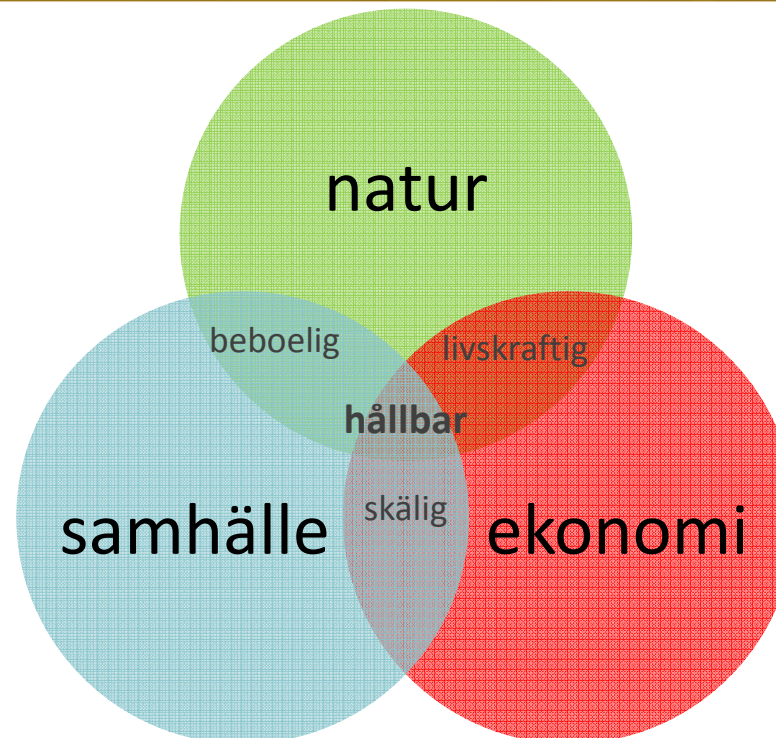 natur
beboelig
livskraftig
hållbar
skälig
samhälle
ekonomi